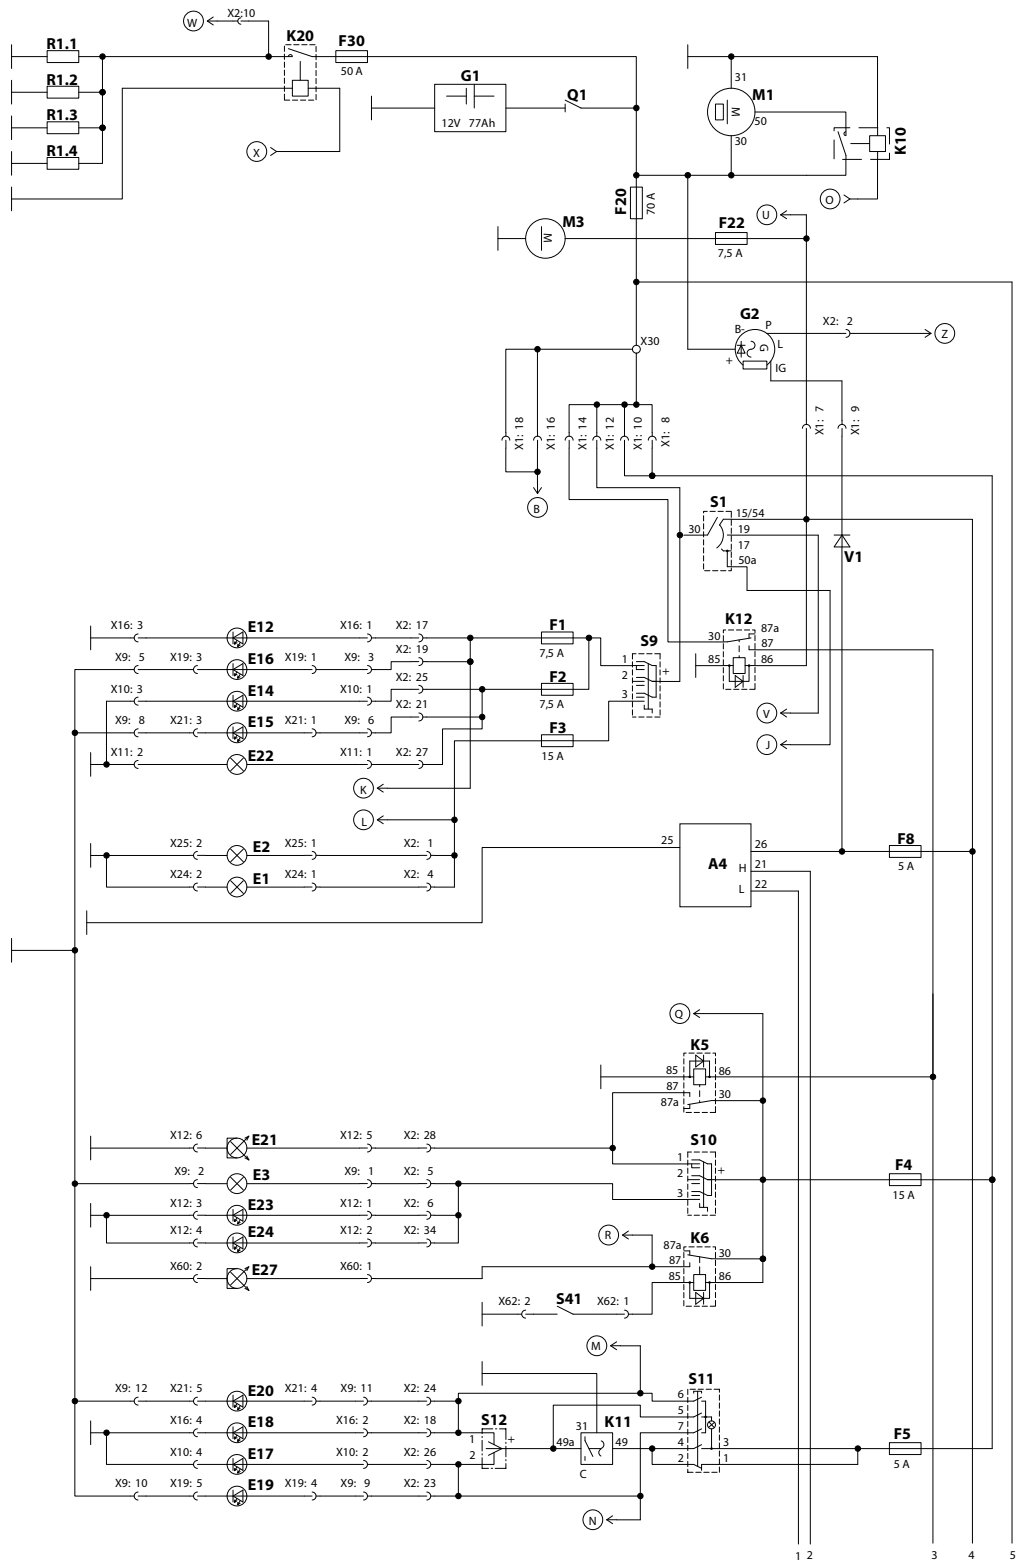 W X2:10
K20 F30
R1.1
50 A
R1.2
R1.3
R1.4
X
G1
12V 77Ah
Q1
31
M
M1
50
30
K10
O
F20 70 A
U
M3
M
F22
7,5 A
G2
B- P
L
G
+
IG
X2: 2
Z
X30
X1: 18
X1: 16
X1: 14
X1: 12
X1: 10
X1: 8
X1: 7
X1: 9
B
S1
15/54
30 19
17
50a
V1
K12
87a
30 87
85 86
V
J
X16: 3 E12 X16: 1 X2: 17 F1
7,5 A
X9: 5 X19: 3 E16 X19: 1 X9: 3 X2: 19
X10: 3 E14 X10: 1 X2: 25 F2
7,5 A
X9: 8 X21: 3 E15 X21: 1 X9: 6 X2: 21
X11: 2 E22 X11: 1 X2: 27
F3
15 A
S9
1
2 +
3
K
L
X25: 2 E2 X25: 1 X2: 1
X24: 2 E1 X24: 1 X2: 4
25 A4 26
H 21
L 22
F8
5 A
Q
K5
85 86
87
87a 30
X12: 6 E21 X12: 5 X2: 28
S10
1
2 +
3
X9: 2 E3 X9: 1 X2: 5
F4
15 A
X12: 3 E23 X12: 1 X2: 6
X12: 4 E24 X12: 2 X2: 34
R
K6
87a 30
87
85 86
X60: 2 E27 X60: 1
X62: 2 S41 X62: 1
M
X9: 12 X21: 5 E20 X21: 4 X9: 11 X2: 24
X16: 4 E18 X16: 2 X2: 18
X10: 4 E17 X10: 2 X2: 26
X9: 10 X19: 5 E19 X19: 4 X9: 9 X2: 23
S12
1 +
2
31 K11
49a 49
C
S11
6
5
7
4 3
2 1
F5
5 A
N
1 2 3 4 5